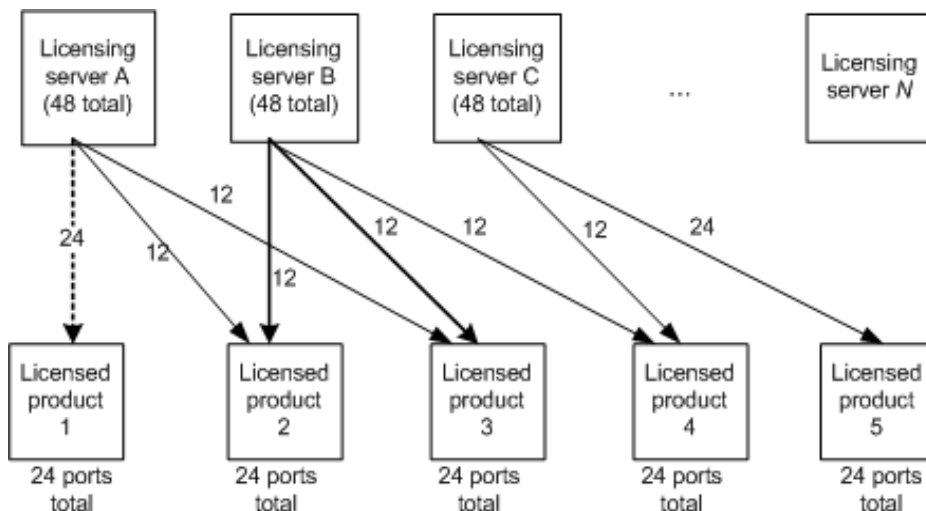 Licensing
server A
(48 total)
Licensing
server B
(48 total)
Licensing
server C
(48 total)
...
Licensing
server N
24
12
12
12
12
12
12
24
Licensed
product
1
Licensed
product
2
Licensed
product
3
Licensed
product
4
Licensed
product
5
24 ports
total
24 ports
total
24 ports
total
24 ports
total
24 ports
total